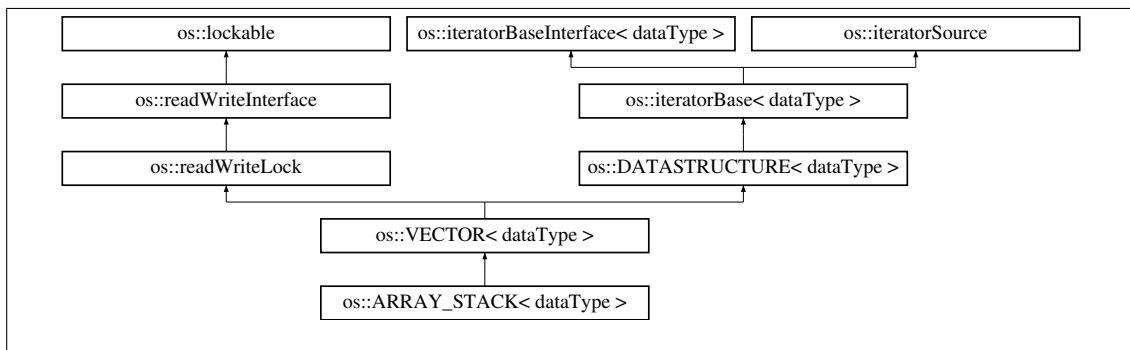 os::lockable
os::iteratorBaseInterface< dataType >
os::iteratorSource
os::readWriteInterface
os::iteratorBase< dataType >
os::readWriteLock
os::DATASTRUCTURE< dataType >
os::VECTOR< dataType >
os::ARRAY_STACK< dataType >